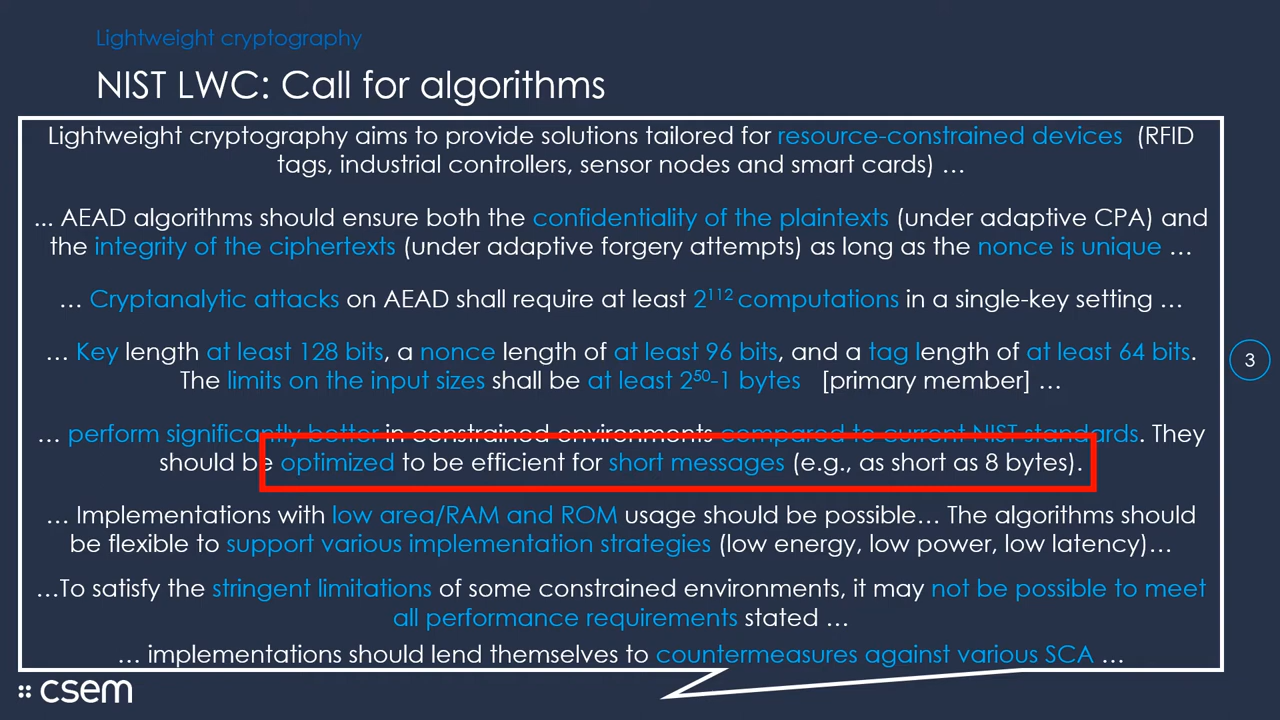 Lightweight cryptography
NIST LWC: Call for algorithms
Lightweight cryptography aims to provide solutions tailored for resource-constrained devices (RFID
tags, industrial controllers, sensor nodes and smart cards) …
... AEAD algorithms should ensure both the confidentiality of the plaintexts (under adaptive CPA) and
the integrity of the ciphertexts (under adaptive forgery attempts) as long as the nonce is unique …
… Cryptanalytic attacks on AEAD shall require at least 2¹¹² computations in a single-key setting …
… Key length at least 128 bits, a nonce length of at least 96 bits, and a tag length of at least 64 bits.
The limits on the input sizes shall be at least 2⁵⁰-1 bytes [primary member] …
3
… perform significantly better in constrained environments compared to current NIST standards. They
should be optimized to be efficient for short messages (e.g., as short as 8 bytes).
… Implementations with low area/RAM and ROM usage should be possible… The algorithms should
be flexible to support various implementation strategies (low energy, low power, low latency)…
…To satisfy the stringent limitations of some constrained environments, it may not be possible to meet
all performance requirements stated …
… implementations should lend themselves to countermeasures against various SCA …
csem